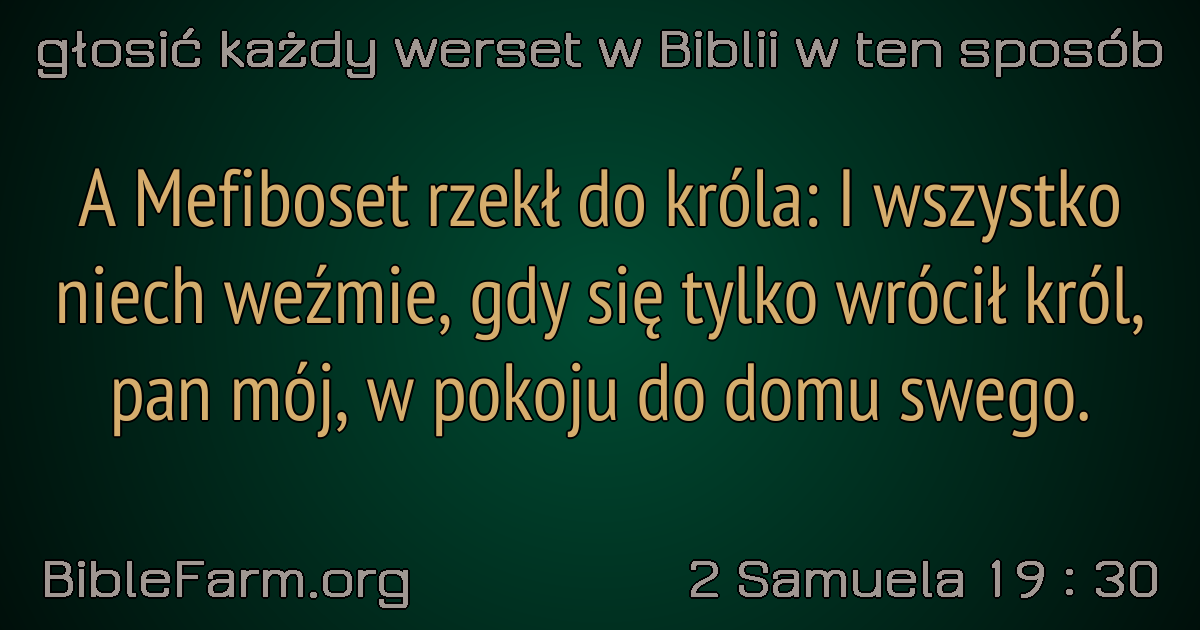 głosić każdy werset w Biblii w ten sposób
A Mefiboset rzekł do króla: I wszystko
niech weźmie, gdy się tylko wrócił król,
pan mój, w pokoju do domu swego.
BibleFarm.org
2 Samuela 19 : 30